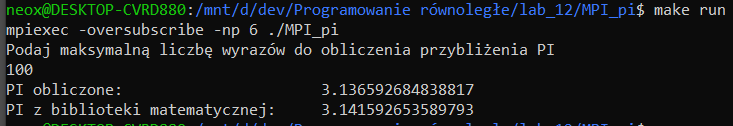 neox@DESKTOP-CVRD880:/mnt/d/dev/Programowanie równoległe/lab_12/MPI_pi$ make run
mpiexec -oversubscribe -np 6 ./MPI_pi
Podaj maksymalną liczbę wyrazów do obliczenia przybliżenia PI
100
PI obliczone: 3.136592684838817
PI z biblioteki matematycznej: 3.141592653589793